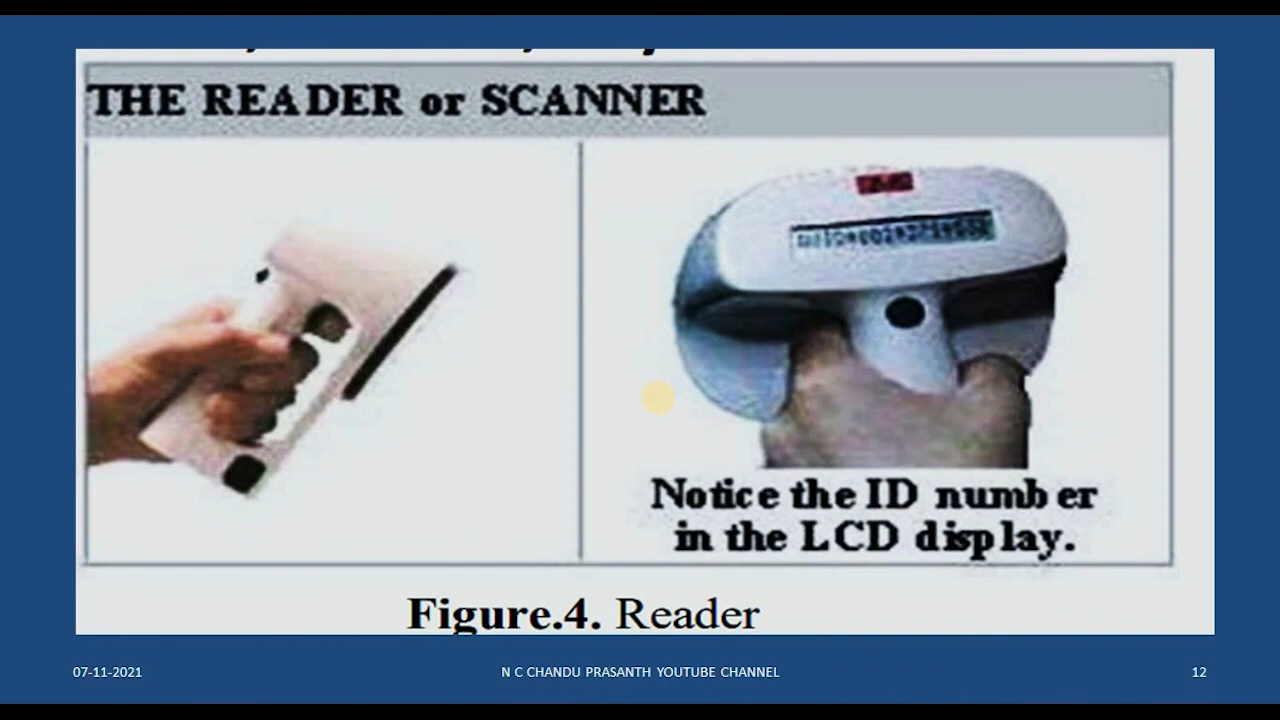 THE READER or SCANNER
Notice the ID number
in the LCD display.
Figure.4. Reader
07-11-2021
N C CHANDU PRASANTH YOUTUBE CHANNEL
12